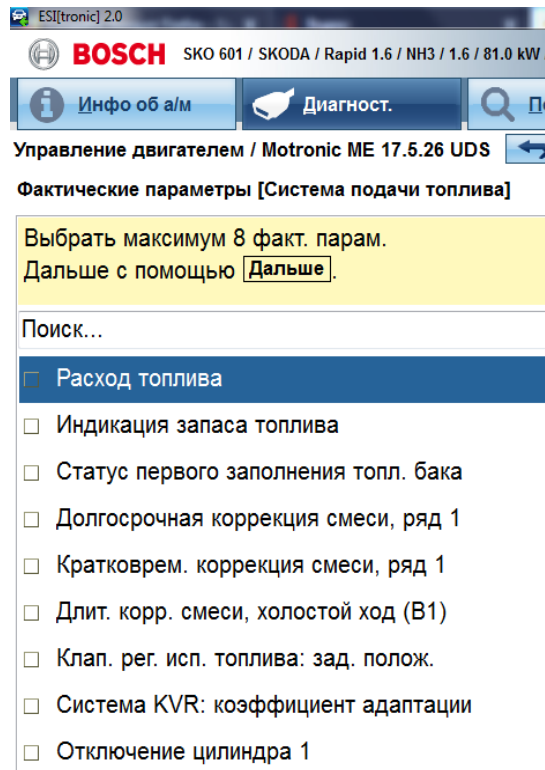 ESI[tronic] 2.0
BOSCH SKO 601 / SKODA / Rapid 1.6 / NH3 / 1.6 / 81.0 kW
Инфо об а/м Диагност.
Управление двигателем / Motronic ME 17.5.26 UDS
Фактические параметры [Система подачи топлива]
Выбрать максимум 8 факт. парам.
Дальше с помощью Дальше.
Поиск...
Расход топлива
Индикация запаса топлива
Статус первого заполнения топл. бака
Долгосрочная коррекция смеси, ряд 1
Кратковрем. коррекция смеси, ряд 1
Длит. корр. смеси, холостой ход (B1)
Клап. рег. исп. топлива: зад. полож.
Система KVR: коэффициент адаптации
Отключение цилиндра 1